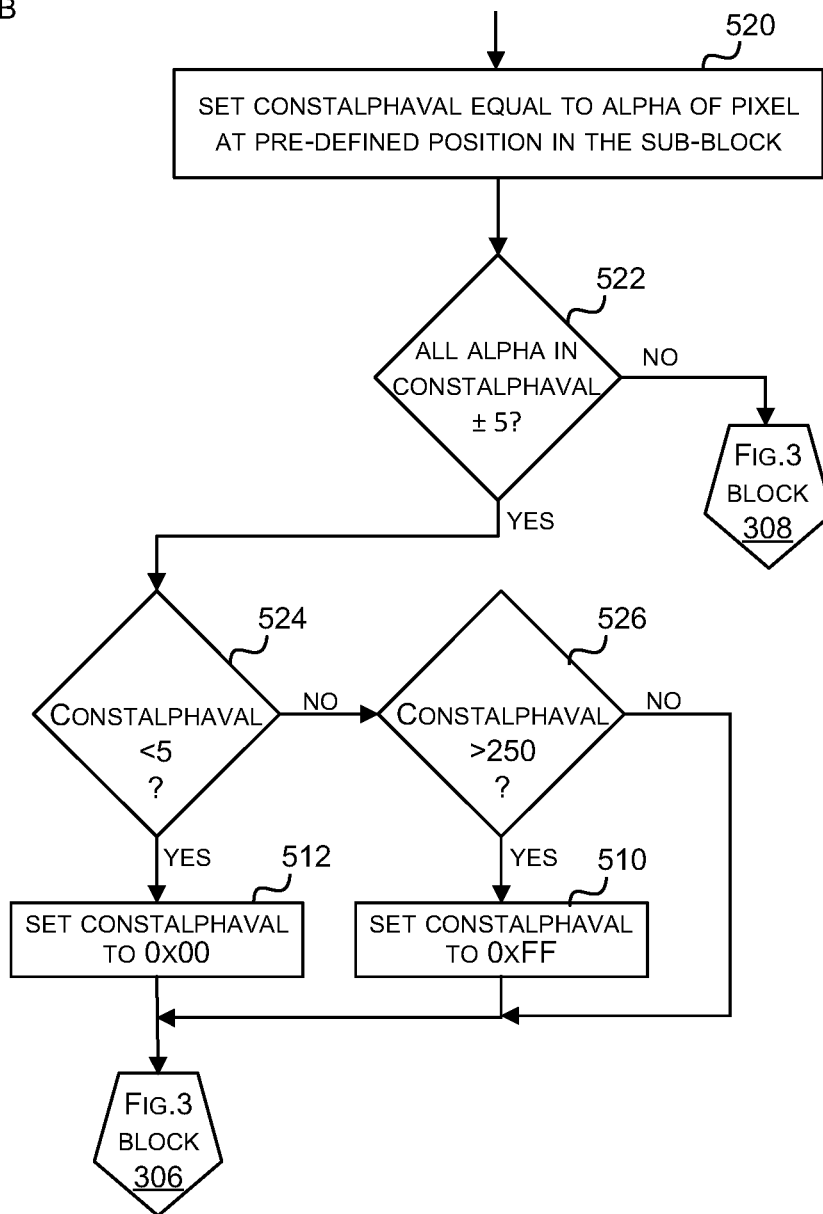 B
520
SET CONSTALPHAVAL EQUAL TO ALPHA OF PIXEL
AT PRE-DEFINED POSITION IN THE SUB-BLOCK
522
ALL ALPHA IN
CONSTALPHAVAL
± 5?
NO
FIG.3
BLOCK
308
YES
524
CONSTALPHAVAL
<5
?
NO
526
CONSTALPHAVAL
>250
?
NO
YES
512
SET CONSTALPHAVAL
TO 0X00
YES
510
SET CONSTALPHAVAL
TO 0XFF
FIG.3
BLOCK
306